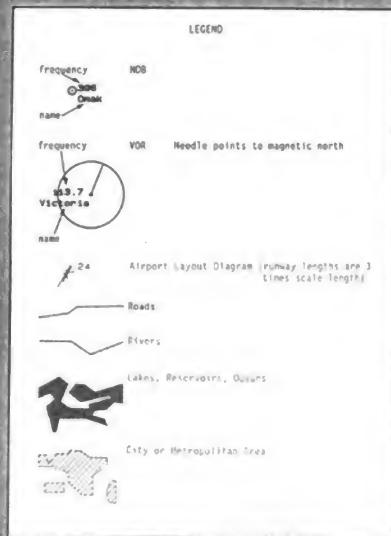 LEGEND
frequency NDB
396
Omak
name
frequency VOR Needle points to magnetic north
113.7
Victoria
name
24 Airport Layout Diagram (runway lengths are 3
times scale length)
Roads
Rivers
Lakes, Reservoirs, Oceans
City or Metropolitan Area